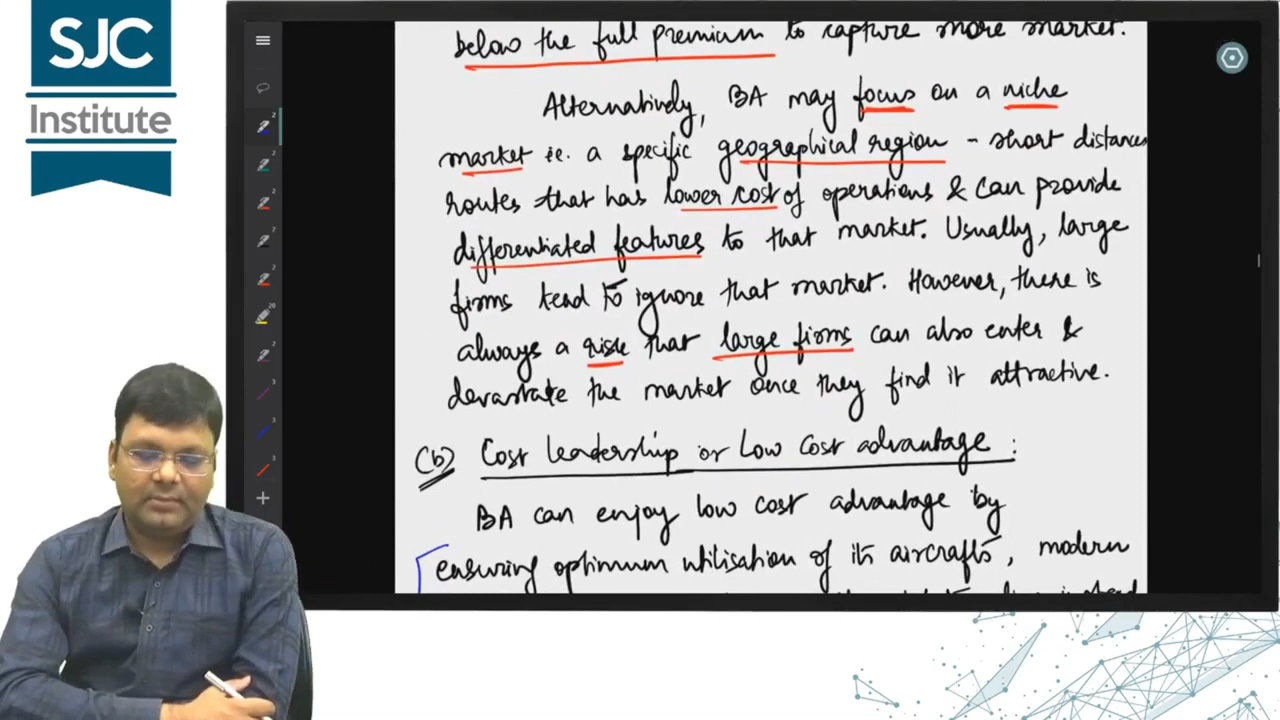 SJC
Institute
below the full premium to capture more market.
Alternatively, BA may focus on a niche
market ie. a specific geographical region - short distances
routes that has lower cost of operations & can provide
differentiated features to that market. Usually, large
firms tend to ignore that market. However, there is
always a risk that large firms can also enter &
devastate the market once they find it attractive.
(b) Cost leadership or Low Cost advantage :
BA can enjoy low cost advantage by
ensuring optimum utilisation of its aircrafts, modern